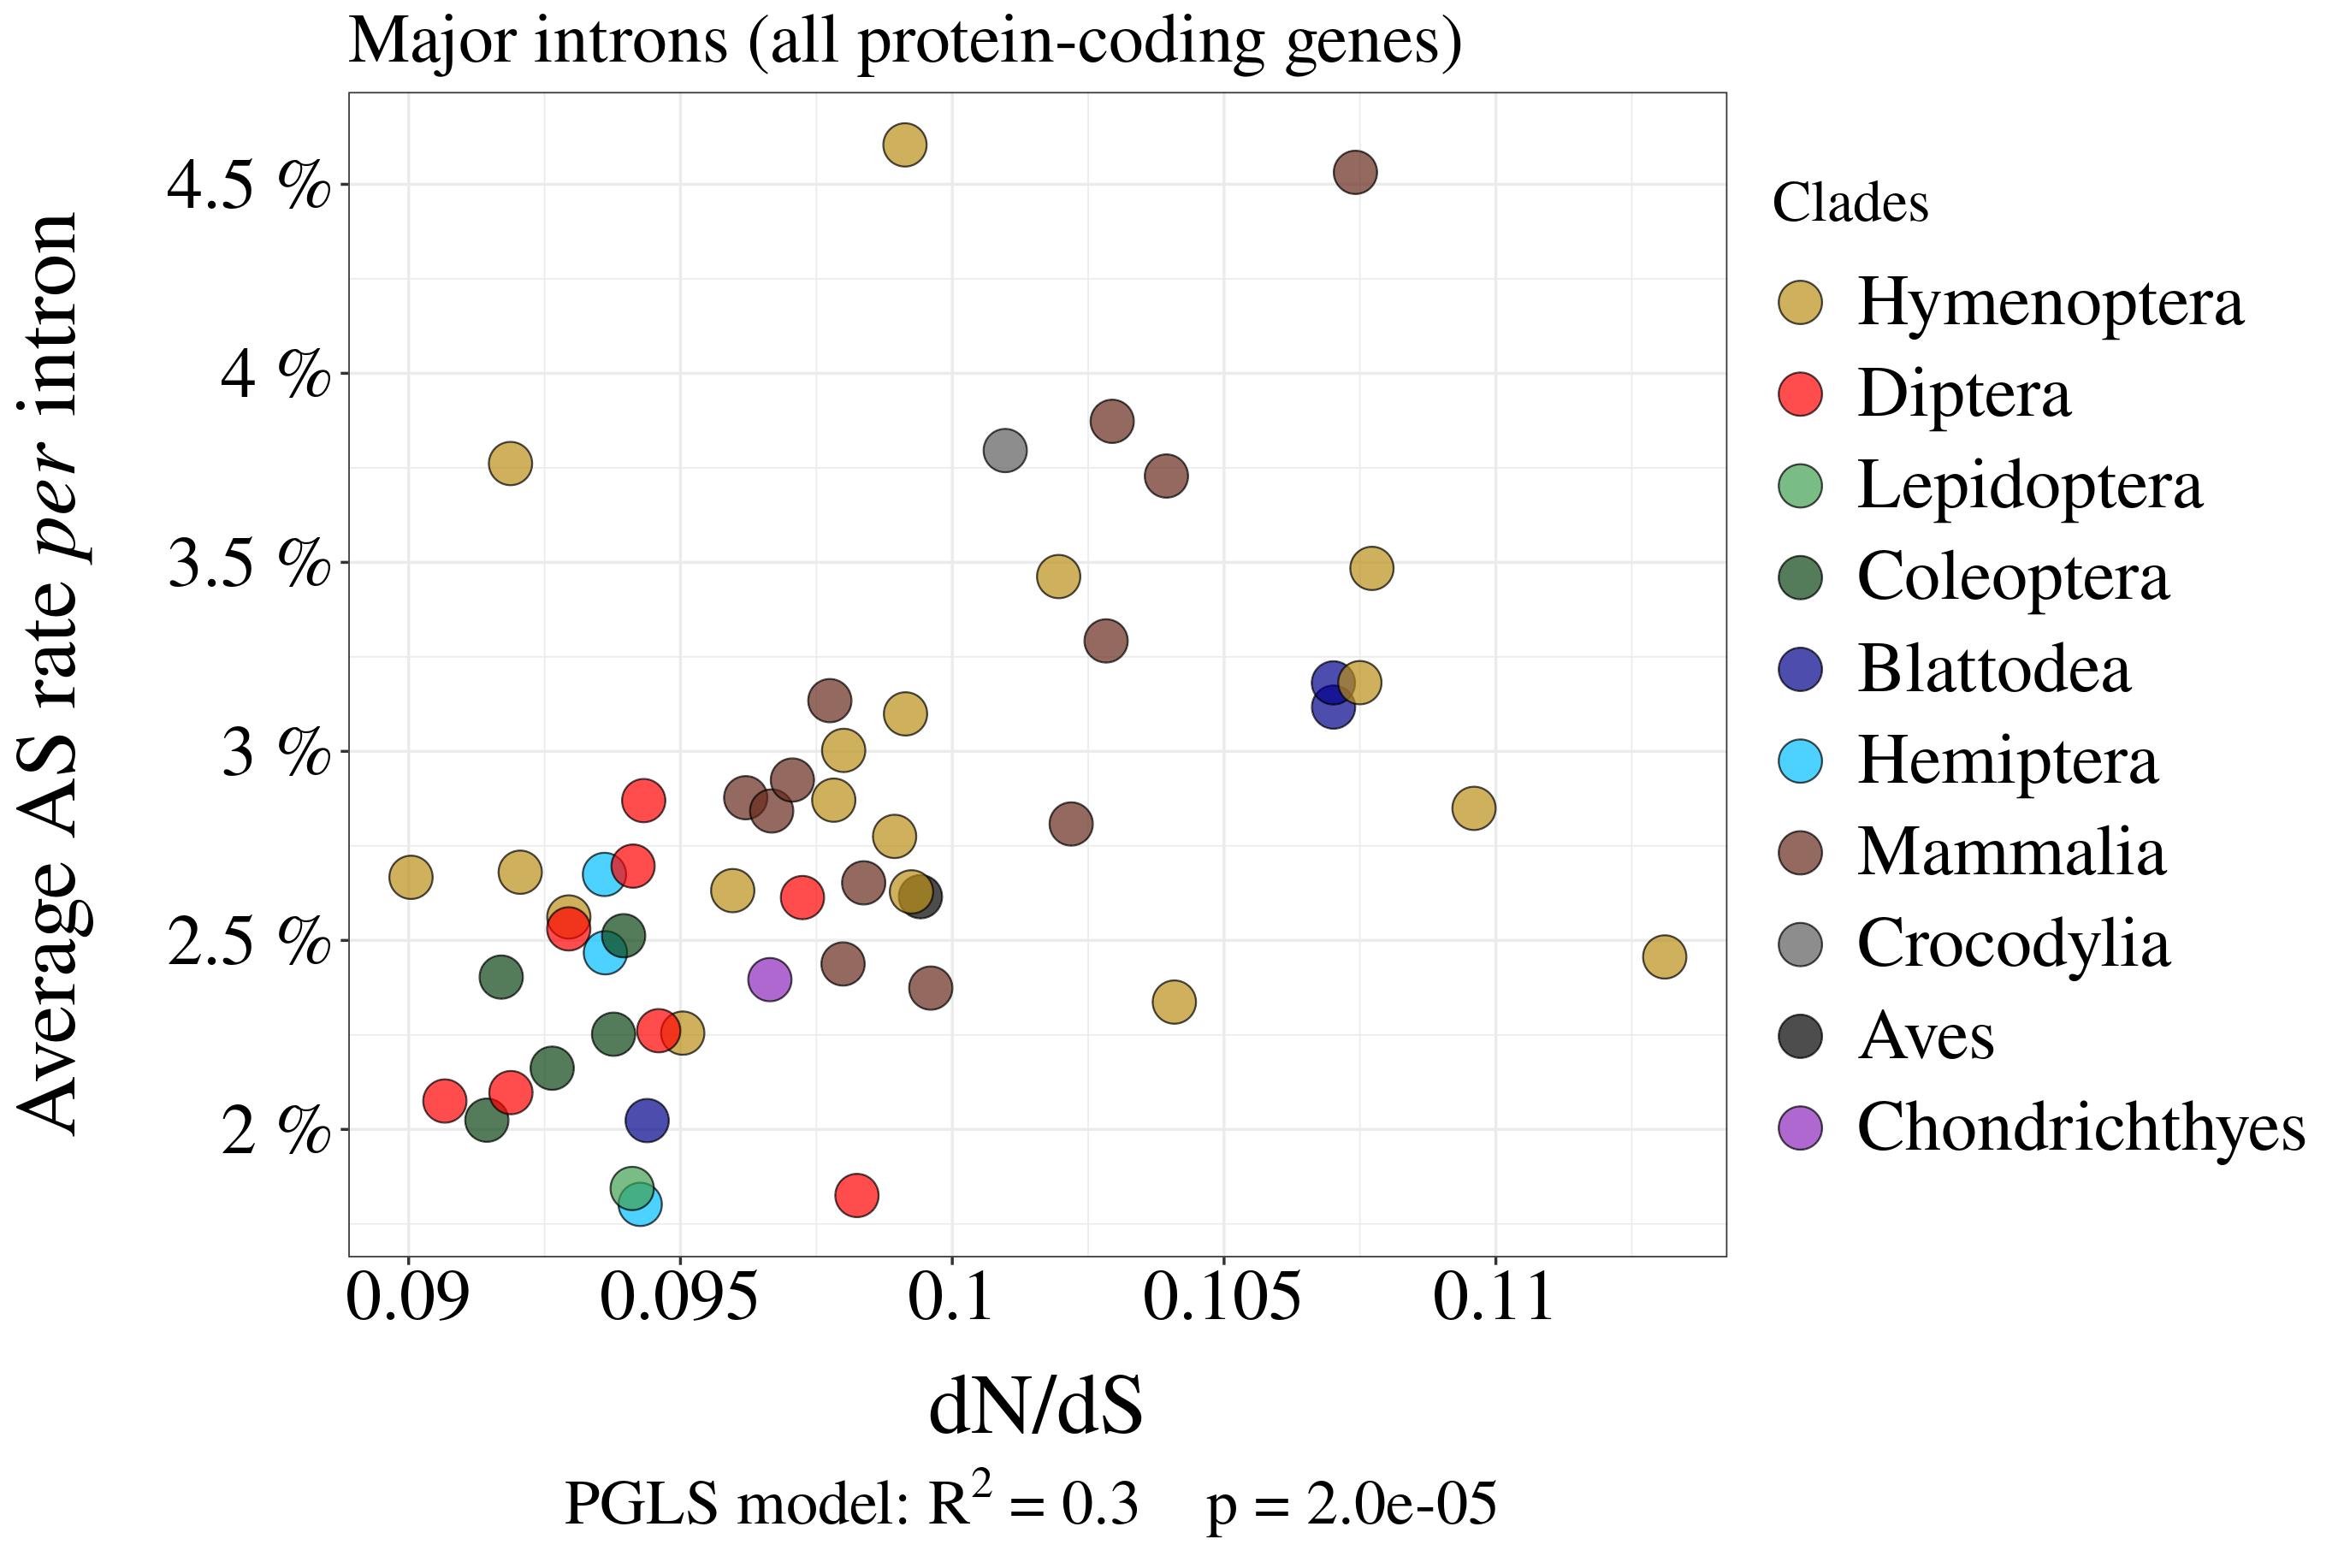 Major introns (all protein-coding genes)
Average AS rate per intron
4.5 %
4 %
3.5 %
3 %
2.5 %
2 %
0.09 0.095 0.1 0.105 0.11
dN/dS
PGLS model: R² = 0.3 p = 2.0e-05
Clades
Hymenoptera
Diptera
Lepidoptera
Coleoptera
Blattodea
Hemiptera
Mammalia
Crocodylia
Aves
Chondrichthyes